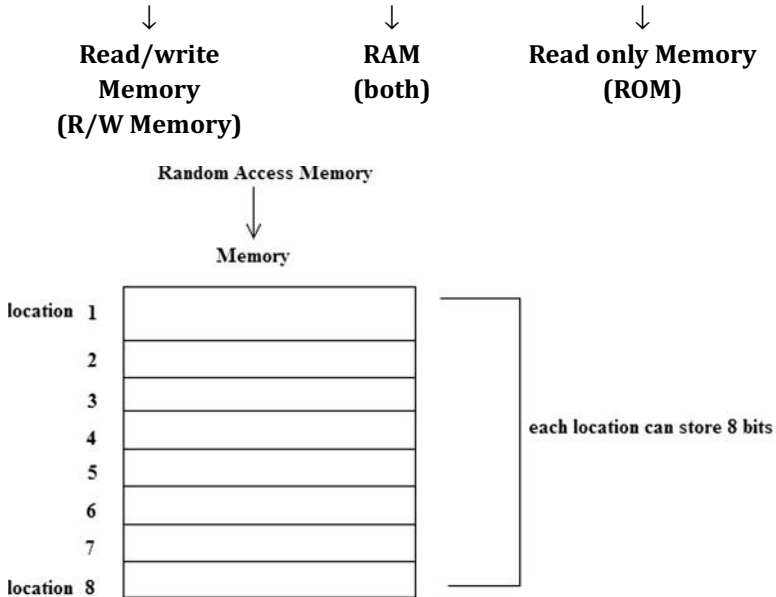 Read/write RAM Read only Memory
Memory (both) (ROM)
(R/W Memory)
Random Access Memory
Memory
location 1
2
3
4
each location can store 8 bits
5
6
7
location 8